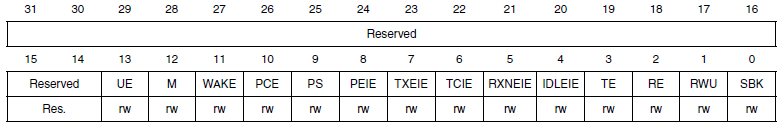 31 30 29 28 27 26 25 24 23 22 21 20 19 18 17 16
Reserved
15 14 13 12 11 10 9 8 7 6 5 4 3 2 1 0
Reserved UE M WAKE PCE PS PEIE TXEIE TCIE RXNEIE IDLEIE TE RE RWU SBK
Res. rw rw rw rw rw rw rw rw rw rw rw rw rw rw